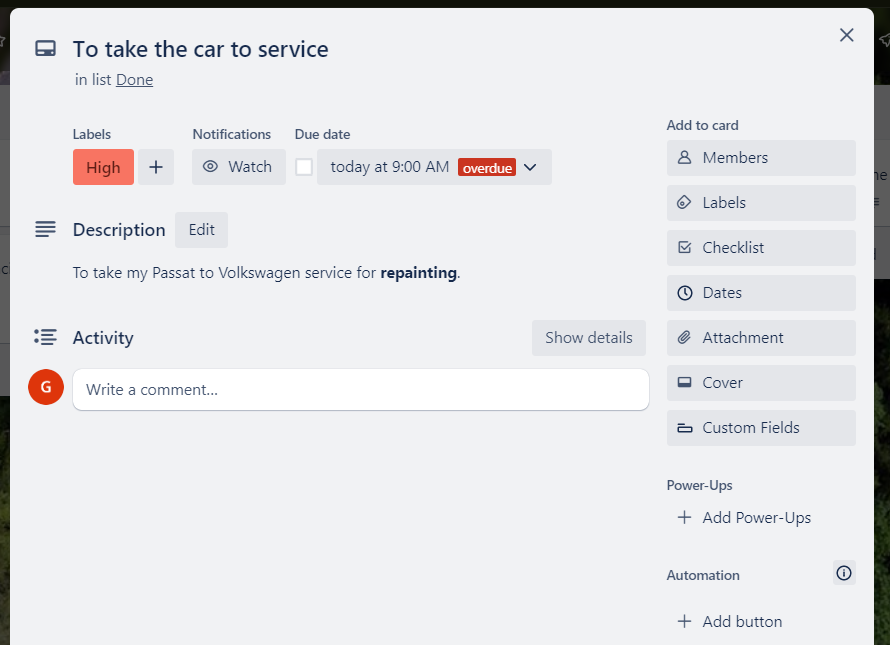 To take the car to service
in list Done
Labels
High
Notifications
Watch
Due date
today at 9:00 AM overdue
Description
Edit
To take my Passat to Volkswagen service for repainting.
Activity
Show details
G
Write a comment...
Add to card
Members
Labels
Checklist
Dates
Attachment
Cover
Custom Fields
Power-Ups
Add Power-Ups
Automation
Add button